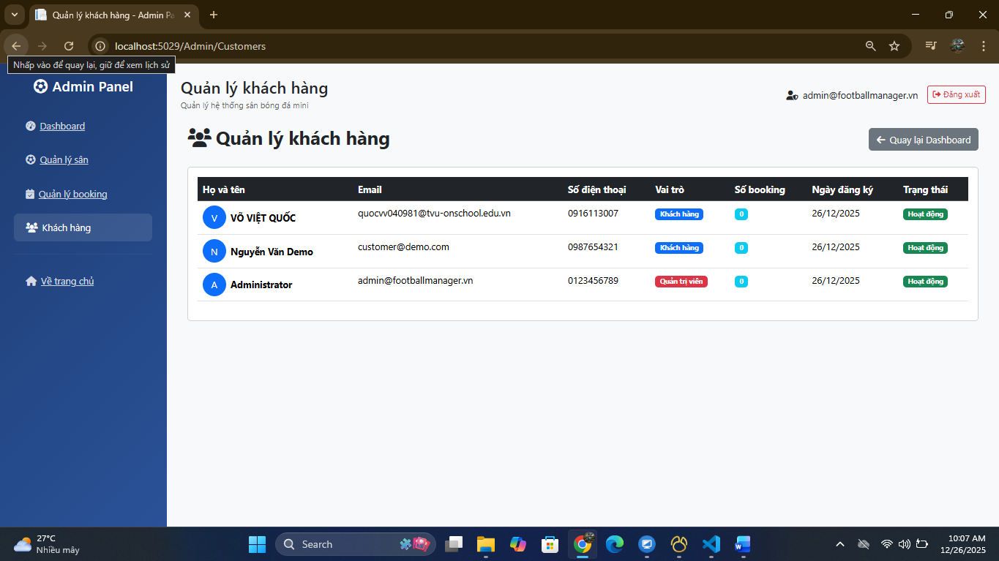 Quản lý khách hàng - Admin Pa
localhost:5029/Admin/Customers
Nhấp vào để quay lại, giữ để xem lịch sử
Admin Panel
Dashboard
Quản lý sân
Quản lý booking
Khách hàng
Về trang chủ
Quản lý khách hàng
Quản lý hệ thống sân bóng đá mini
admin@footballmanager.vn
Đăng xuất
Quản lý khách hàng
Quay lại Dashboard
Họ và tên Email Số điện thoại Vai trò Số booking Ngày đăng ký Trạng thái
V VÕ VIỆT QUỐC quocvv040981@tvu-onschool.edu.vn 0916113007 Khách hàng 0 26/12/2025 Hoạt động
N Nguyễn Văn Demo customer@demo.com 0987654321 Khách hàng 0 26/12/2025 Hoạt động
A Administrator admin@footballmanager.vn 0123456789 Quản trị viên 0 26/12/2025 Hoạt động
27°C
Nhiều mây
Search
10:07 AM
12/26/2025